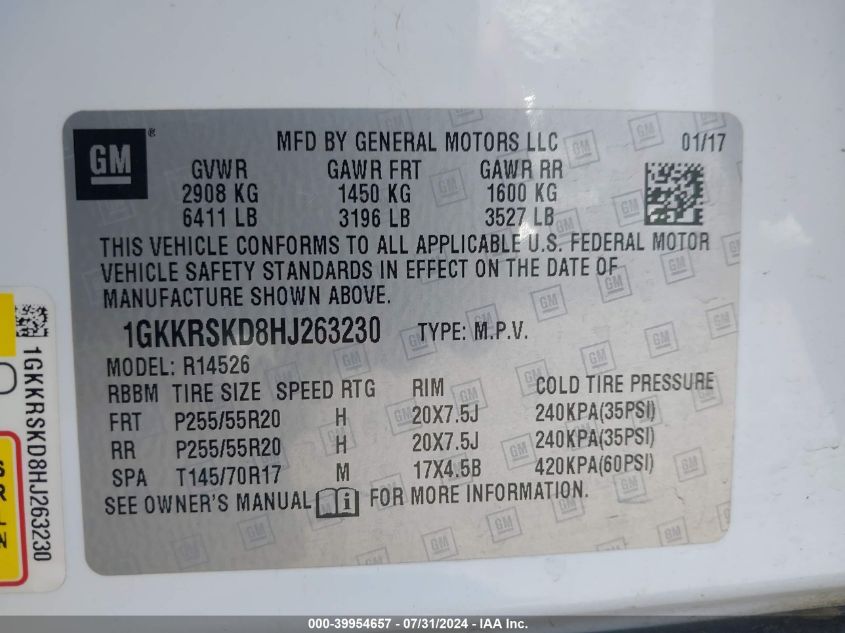 GM ®
MFD BY GENERAL MOTORS LLC 01/17
GVWR GAWR FRT GAWR RR
2908 KG 1450 KG 1600 KG
6411 LB 3196 LB 3527 LB
THIS VEHICLE CONFORMS TO ALL APPLICABLE U.S. FEDERAL MOTOR
VEHICLE SAFETY STANDARDS IN EFFECT ON THE DATE OF
MANUFACTURE SHOWN ABOVE.
1GKKRSKD8HJ263230 TYPE: M.P.V.
MODEL: R14526
RBBM TIRE SIZE SPEED RTG RIM COLD TIRE PRESSURE
FRT P255/55R20 H 20X7.5J 240KPA(35PSI)
RR P255/55R20 H 20X7.5J 240KPA(35PSI)
SPA T145/70R17 M 17X4.5B 420KPA(60PSI)
SEE OWNER'S MANUAL FOR MORE INFORMATION.
1GKKRSKD8HJ263230
000-39954657 / 07/31/2024 - IAA Inc.